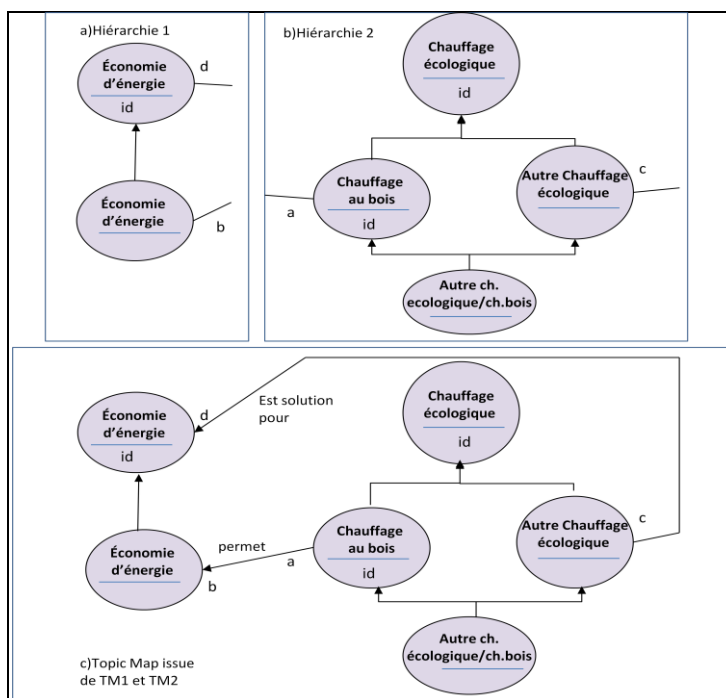 a)Hiérarchie 1
Économie
d’énergie
id
d
Économie
d’énergie
b
b)Hiérarchie 2
Chauffage
écologique
id
Chauffage
au bois
id
a
Autre Chauffage
écologique
c
Autre ch.
ecologique/ch.bois
Économie
d’énergie
id
d
Est solution
pour
Chauffage
écologique
id
Économie
d’énergie
b
permet
a
Chauffage
au bois
id
Autre Chauffage
écologique
c
Autre ch.
écologique/ch.bois
c)Topic Map issue
de TM1 et TM2